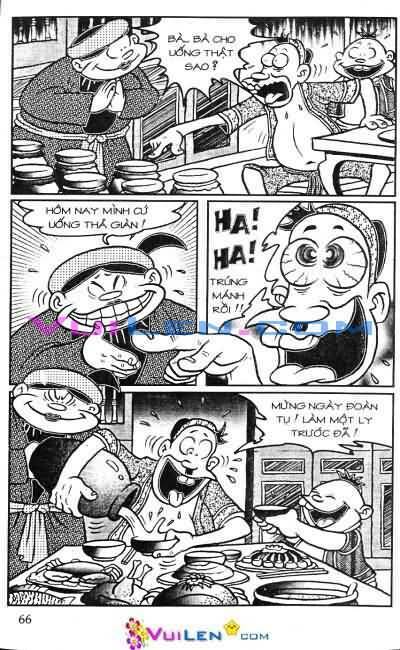 BÀ.. BÀ CHO
UỐNG THẬT
SAO?
HÔM NAY MÌNH CỨ
UỐNG THẢ GIÀN!
HA!
HA!
TRÚNG
MÁNH
RỒI!!
VUILEN.COM
MỪNG NGÀY ĐOÀN
TỤ! LÀM MỘT LY
TRƯỚC ĐÃ!
66
VUILEN.COM